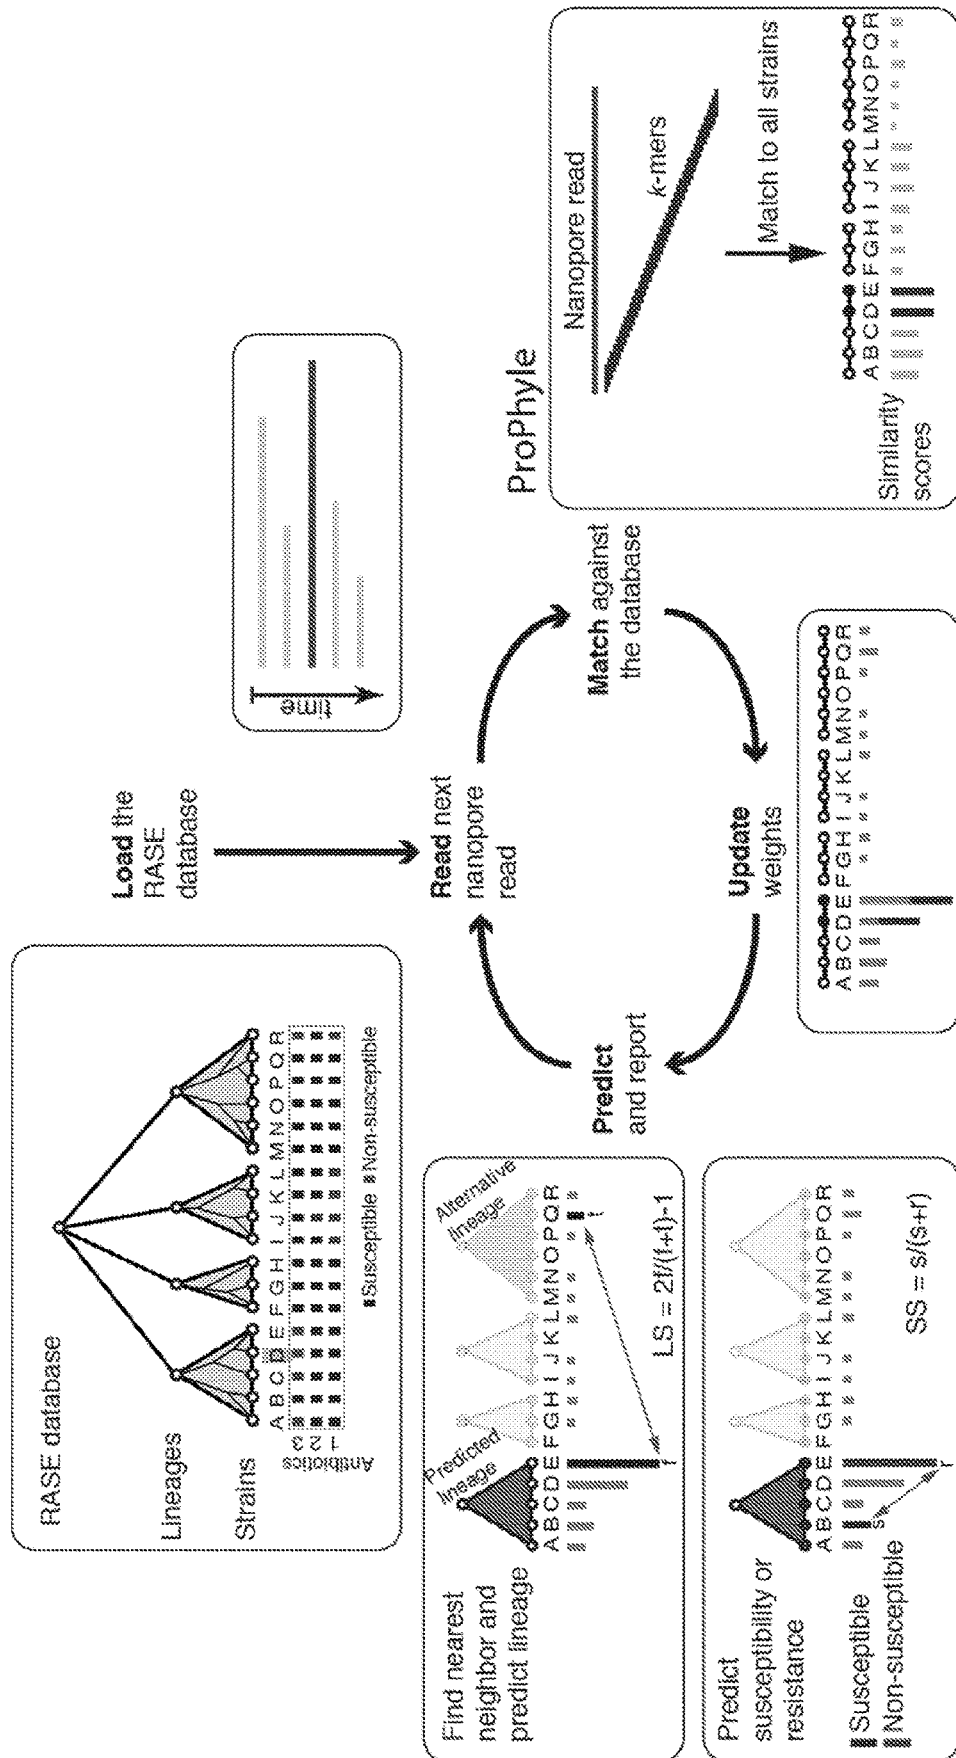 RASE database
Lineages
Strains
A B C D E F G H I J K L M N O P Q R
Antibiotics
1 2 3
Susceptible Non-susceptible
Load the
RASE
database
time
Read next
nanopore
read
Match against
the database
Update
weights
Predict
and report
ProPhyle
Nanopore read
k-mers
Match to all strains
A B C D E F G H I J K L M N O P Q R
Similarity
scores
A B C D E F G H I J K L M N O P Q R
Find nearest
neighbor and
predict lineage
Predicted
lineage
Alternative
lineage
A B C D E F G H I J K L M N O P Q R
LS = 2f/(f+t)-1
Predict
susceptibility or
resistance
A B C D E F G H I J K L M N O P Q R
s
r
Susceptible
Non-susceptible
SS = s/(s+r)